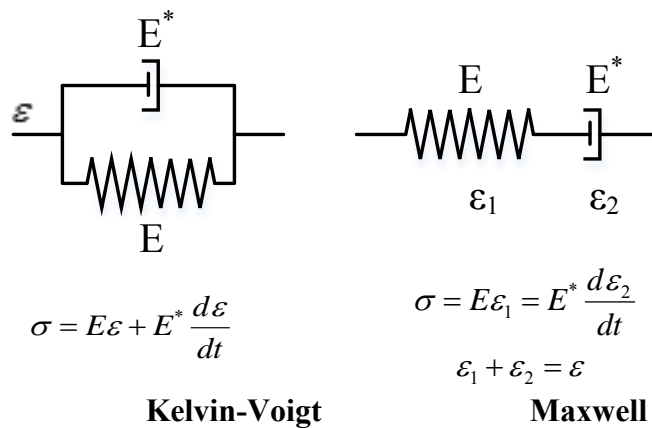 E*
ε
E
σ = Eε + E* dε/dt
Kelvin-Voigt
E E*
ε₁ ε₂
σ = Eε₁ = E* dε₂/dt
ε₁ + ε₂ = ε
Maxwell